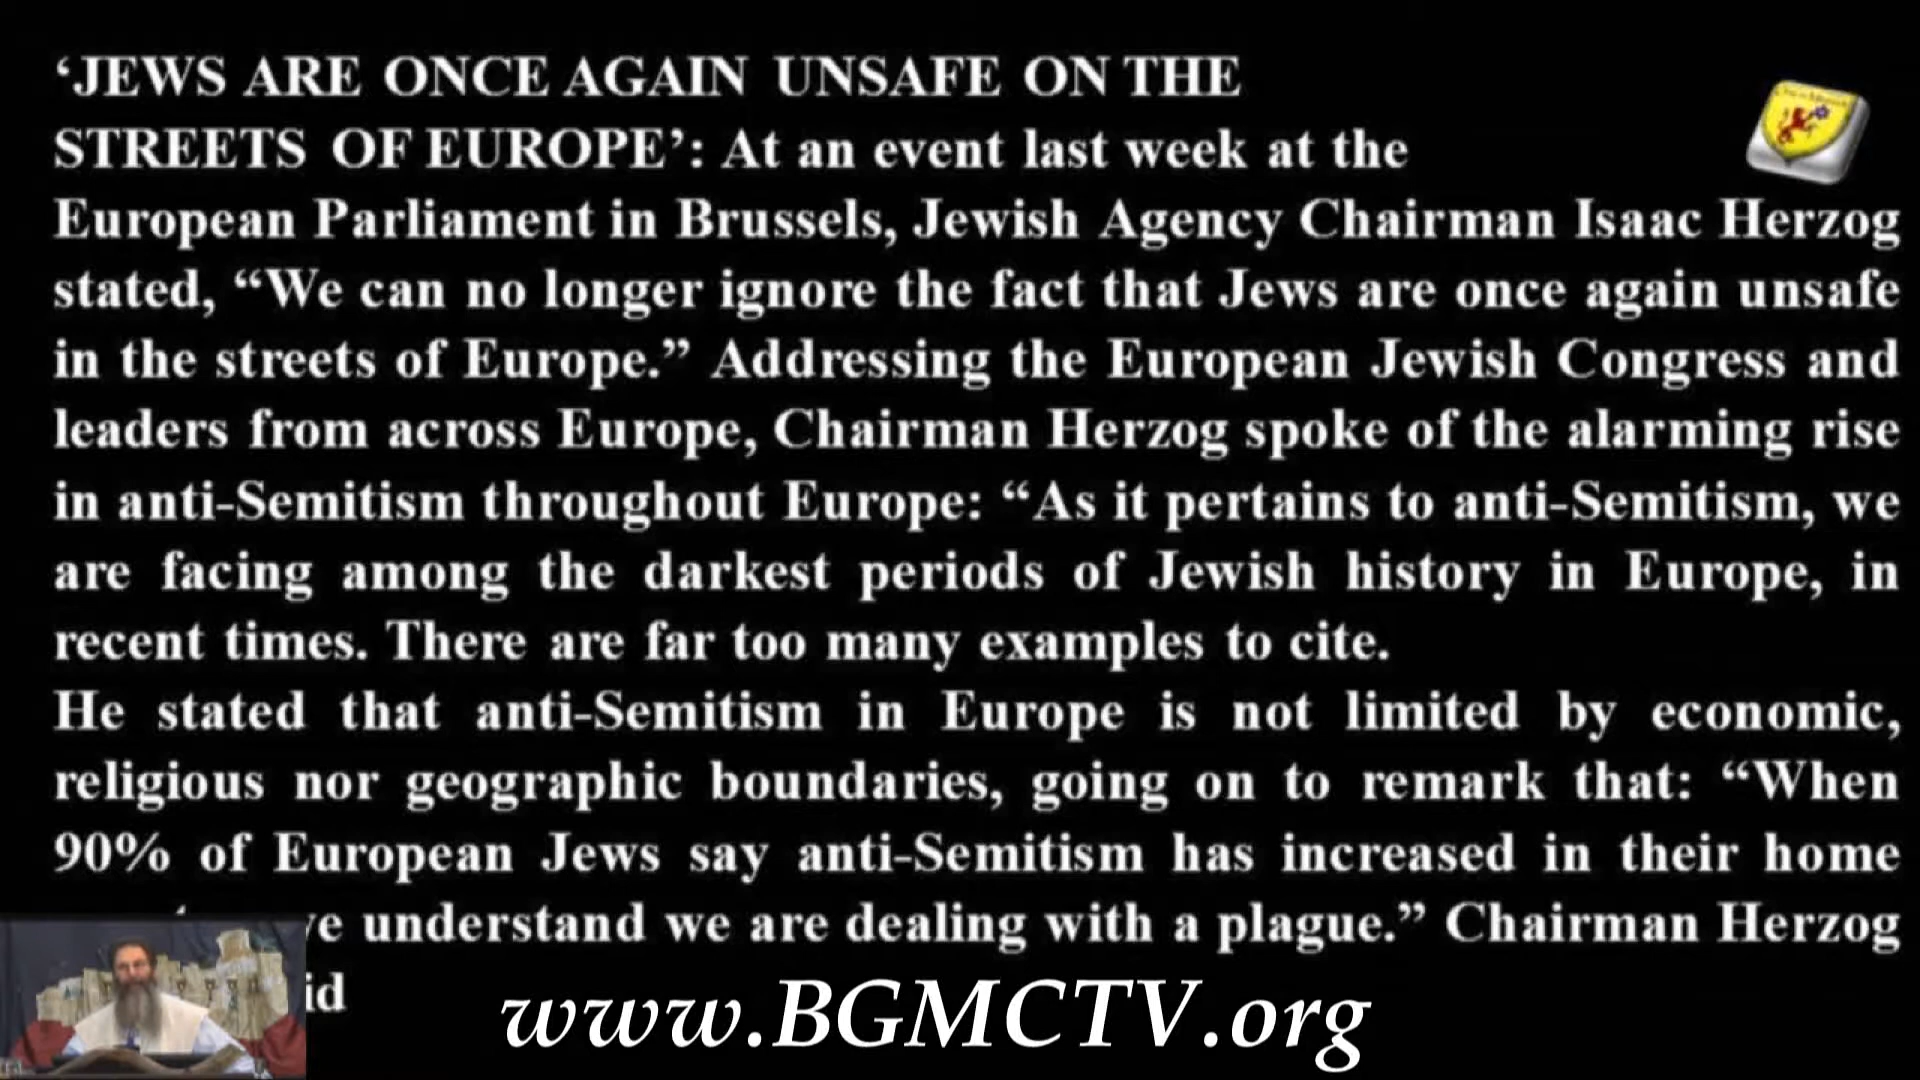 ‘JEWS ARE ONCE AGAIN UNSAFE ON THE
STREETS OF EUROPE’: At an event last week at the
European Parliament in Brussels, Jewish Agency Chairman Isaac Herzog
stated, “We can no longer ignore the fact that Jews are once again unsafe
in the streets of Europe.” Addressing the European Jewish Congress and
leaders from across Europe, Chairman Herzog spoke of the alarming rise
in anti-Semitism throughout Europe: “As it pertains to anti-Semitism, we
are facing among the darkest periods of Jewish history in Europe, in
recent times. There are far too many examples to cite.
He stated that anti-Semitism in Europe is not limited by economic,
religious nor geographic boundaries, going on to remark that: “When
90% of European Jews say anti-Semitism has increased in their home
understand we are dealing with a plague.” Chairman Herzog
www.BGMCTV.org